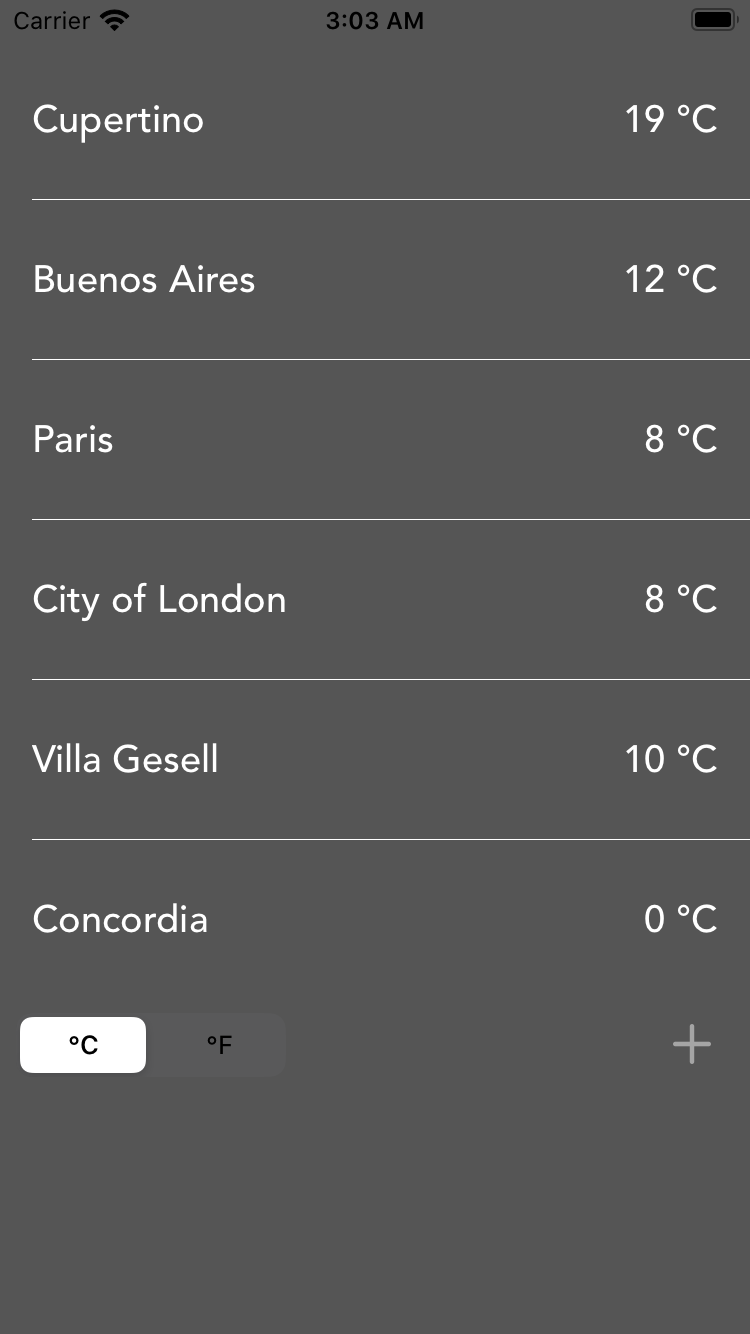 Carrier 3:03 AM
Cupertino 19 °C
Buenos Aires 12 °C
Paris 8 °C
City of London 8 °C
Villa Gesell 10 °C
Concordia 0 °C
°C °F